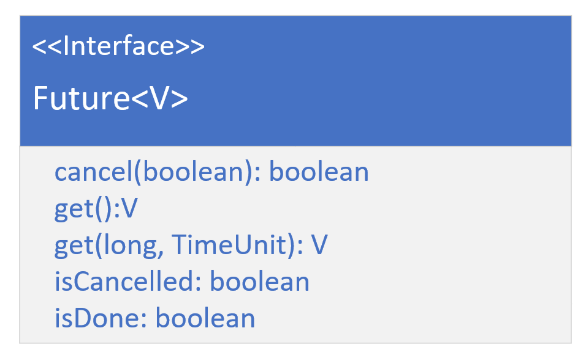 <<Interface>>
Future<V>
cancel(boolean): boolean
get():V
get(long, TimeUnit): V
isCancelled: boolean
isDone: boolean